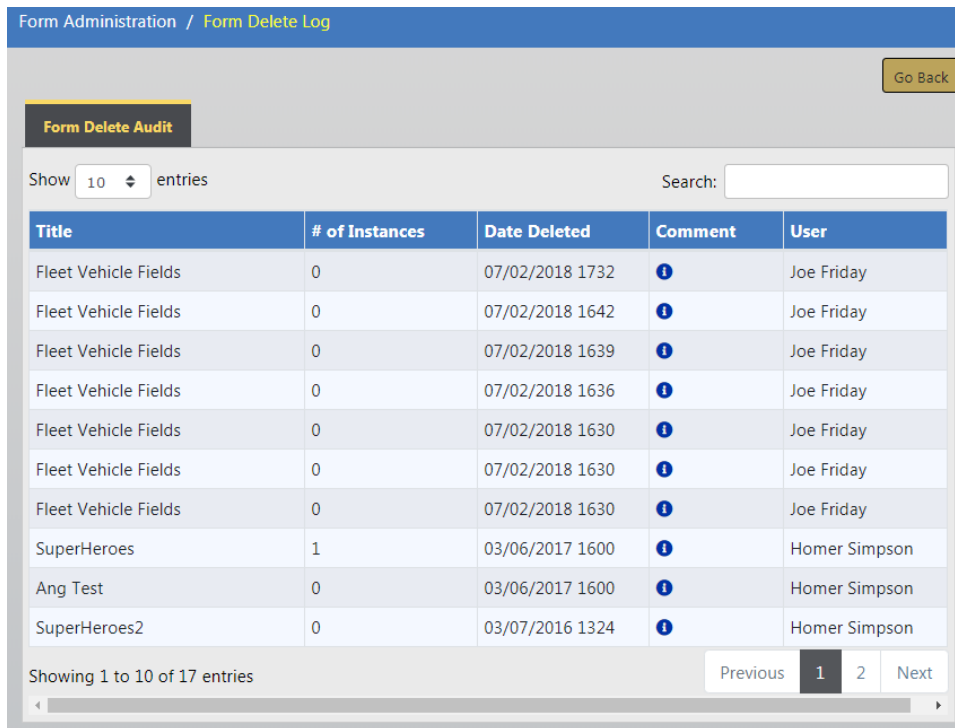 Form Administration / Form Delete Log
Go Back
Form Delete Audit
Show 10 entries Search:
Title # of Instances Date Deleted Comment User
Fleet Vehicle Fields 0 07/02/2018 1732 Joe Friday
Fleet Vehicle Fields 0 07/02/2018 1642 Joe Friday
Fleet Vehicle Fields 0 07/02/2018 1639 Joe Friday
Fleet Vehicle Fields 0 07/02/2018 1636 Joe Friday
Fleet Vehicle Fields 0 07/02/2018 1630 Joe Friday
Fleet Vehicle Fields 0 07/02/2018 1630 Joe Friday
Fleet Vehicle Fields 0 07/02/2018 1630 Joe Friday
SuperHeroes 1 03/06/2017 1600 Homer Simpson
Ang Test 0 03/06/2017 1600 Homer Simpson
SuperHeroes2 0 03/07/2016 1324 Homer Simpson
Showing 1 to 10 of 17 entries Previous 1 2 Next